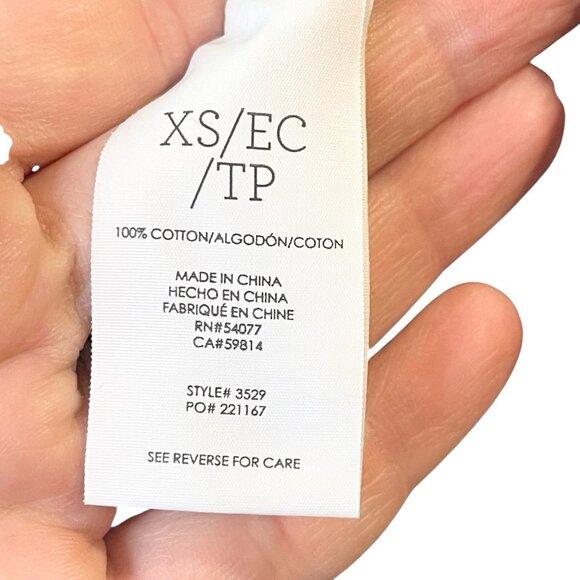 XS/EC
/TP
100% COTTON/ALGODÓN/COTON
MADE IN CHINA
HECHO EN CHINA
FABRIQUÉ EN CHINE
RN#54077
CA#59814
STYLE# 3529
PO# 221167
SEE REVERSE FOR CARE